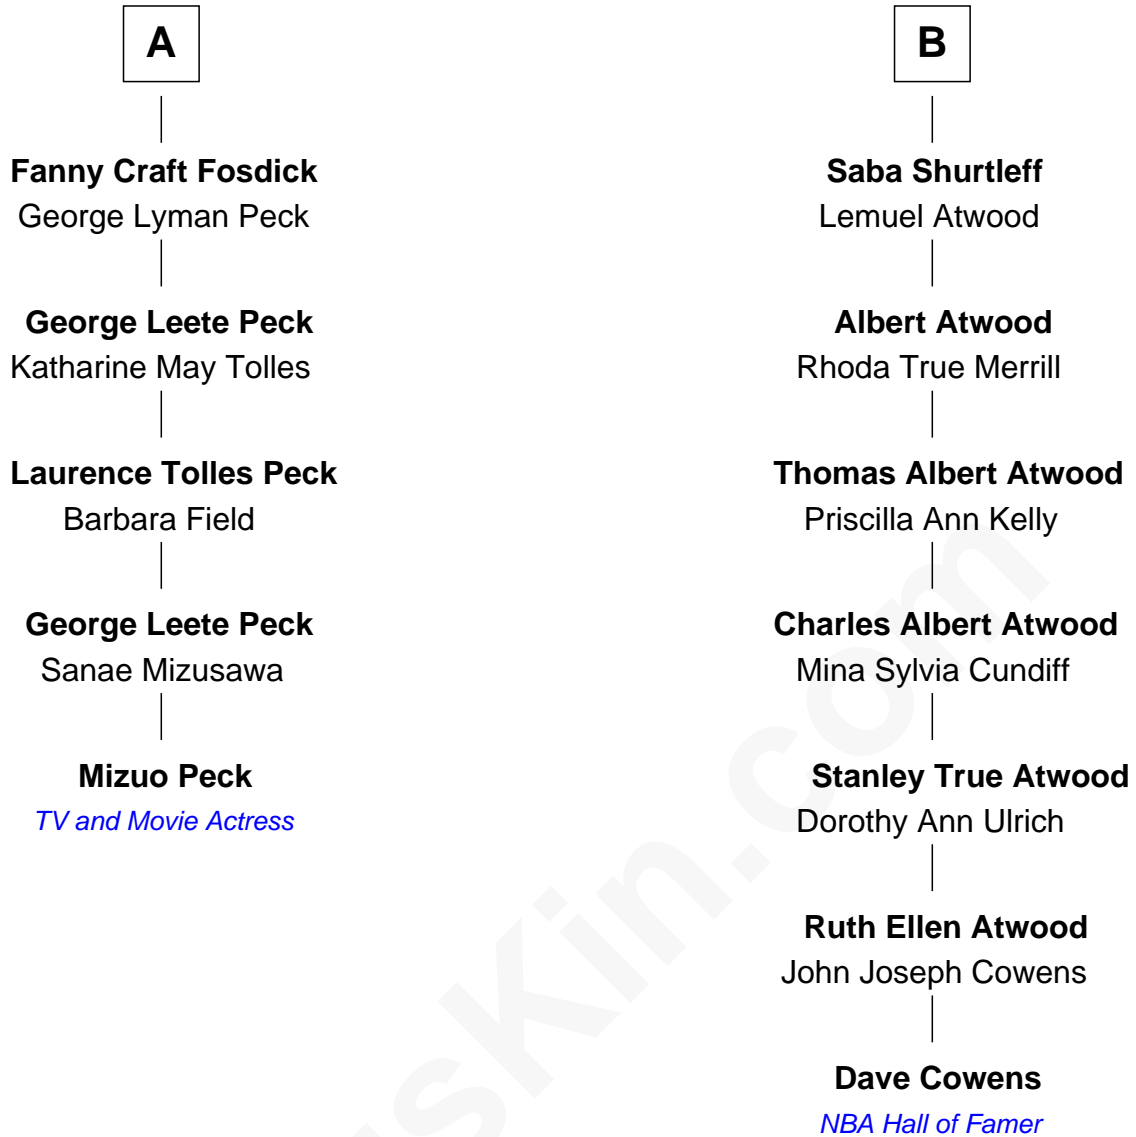 A
Fanny Craft Fosdick
George Lyman Peck
George Leete Peck
Katharine May Tolles
Laurence Tolles Peck
Barbara Field
George Leete Peck
Sanae Mizusawa
Mizuo Peck
TV and Movie Actress
B
Saba Shurtleff
Lemuel Atwood
Albert Atwood
Rhoda True Merrill
Thomas Albert Atwood
Priscilla Ann Kelly
Charles Albert Atwood
Mina Sylvia Cundiff
Stanley True Atwood
Dorothy Ann Ulrich
Ruth Ellen Atwood
John Joseph Cowens
Dave Cowens
NBA Hall of Famer